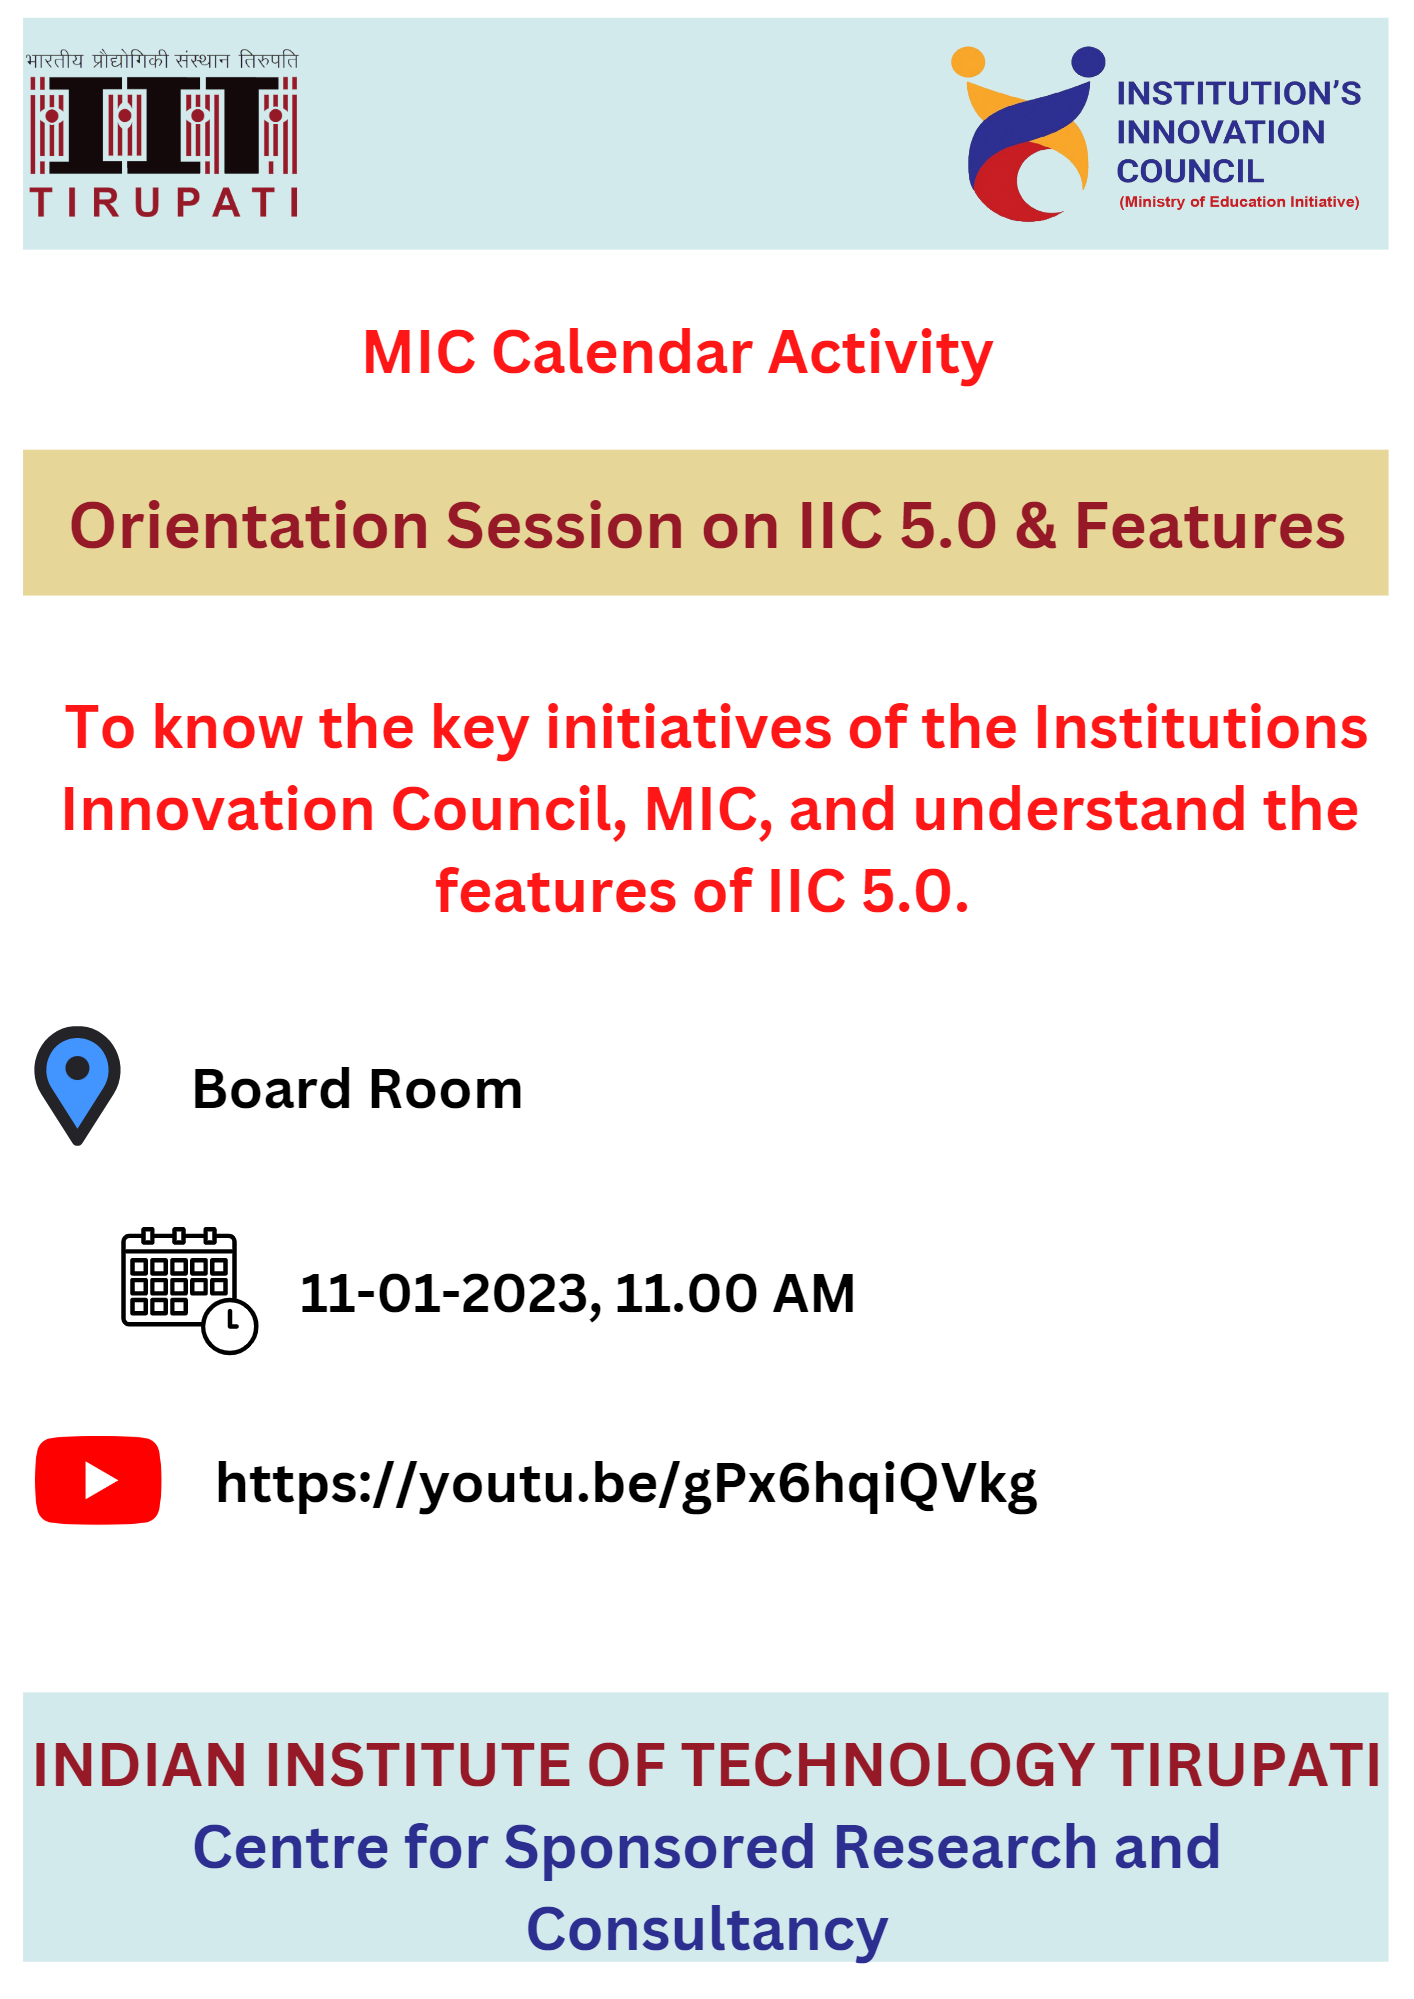 भारतीय प्रौद्योगिकी संस्थान तिरुपति
TIRUPATI
INSTITUTION'S
INNOVATION
COUNCIL
(Ministry of Education Initiative)
MIC Calendar Activity
Orientation Session on IIC 5.0 & Features
To know the key initiatives of the Institutions
Innovation Council, MIC, and understand the
features of IIC 5.0.
Board Room
11-01-2023, 11.00 AM
https://youtu.be/gPx6hqiQVkg
INDIAN INSTITUTE OF TECHNOLOGY TIRUPATI
Centre for Sponsored Research and
Consultancy